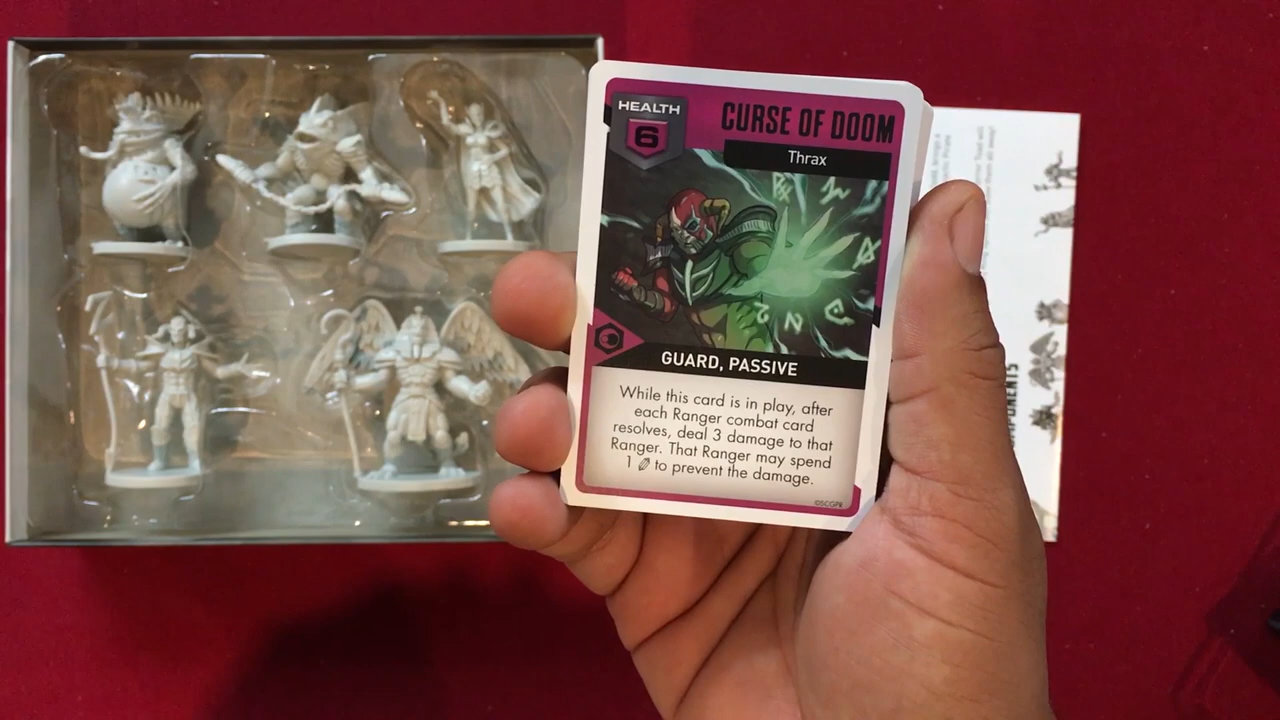 HEALTH
6
CURSE OF DOOM
Thrax
GUARD, PASSIVE
While this card is in play, after
each Ranger combat card
resolves, deal 3 damage to that
Ranger. That Ranger may spend
1 to prevent the damage.
©SCGPR